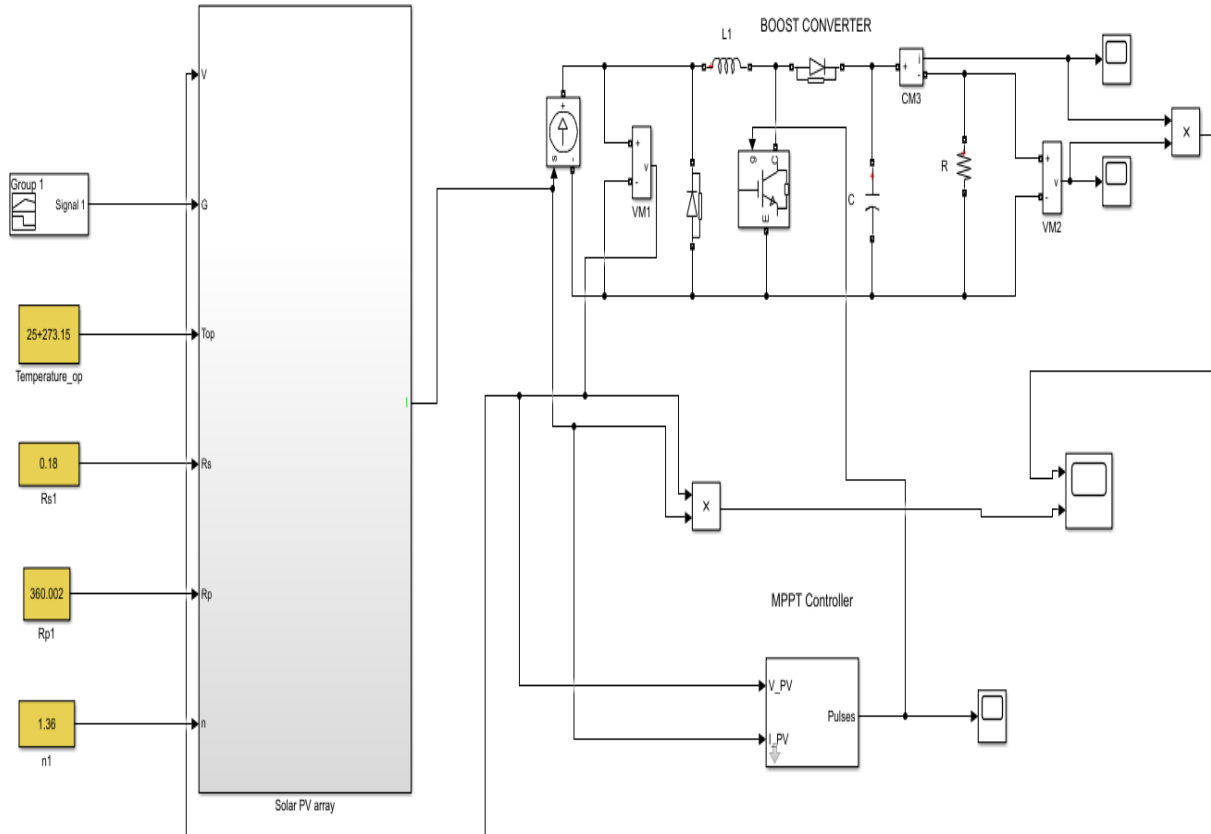 BOOST CONVERTER
L1
V
+
s
-
+
v
-
VM1
g
C
E
C
+
i
-
CM3
R
+
v
-
VM2
×
Group 1
Signal 1
G
25+273.15
Top
Temperature_op
I
0.18
Rs
Rs1
×
360.002
Rp
Rp1
MPPT Controller
V_PV
Pulses
I_PV
1.36
n
n1
Solar PV array